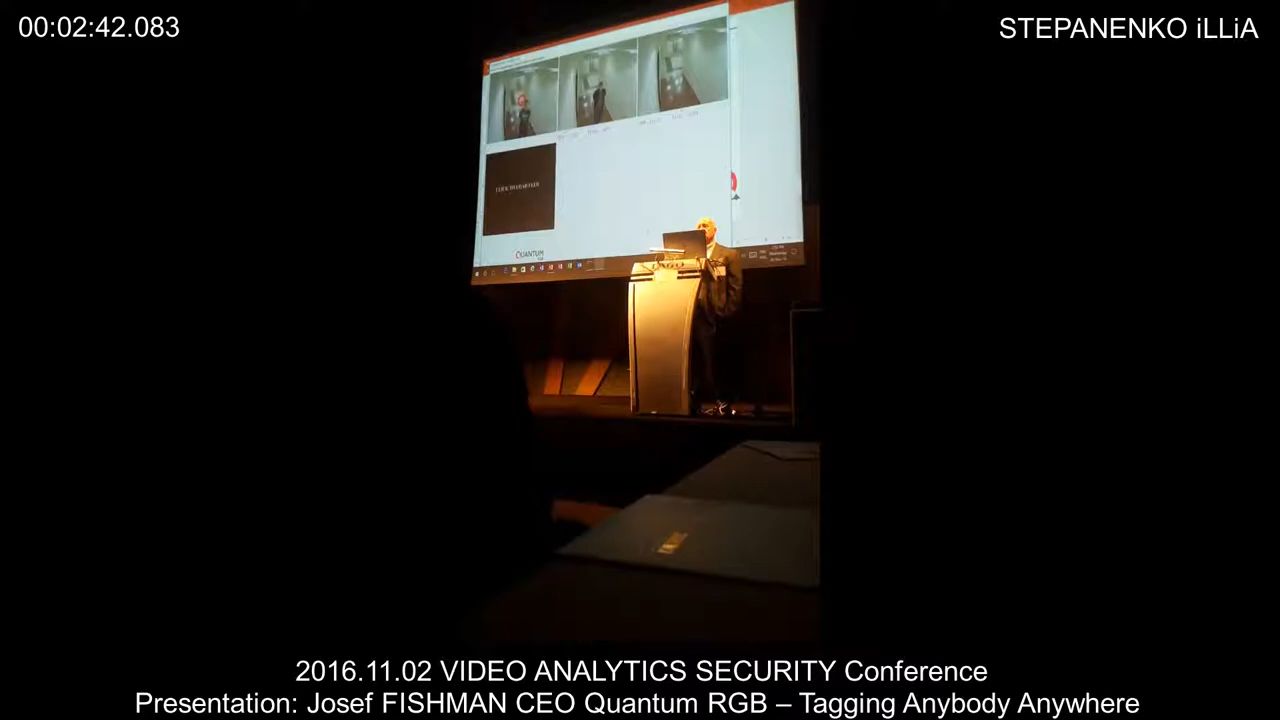 00:02:42.083
STEPANENKO iLLiA
QUANTUM
2016.11.02 VIDEO ANALYTICS SECURITY Conference
Presentation: Josef FISHMAN CEO Quantum RGB – Tagging Anybody Anywhere